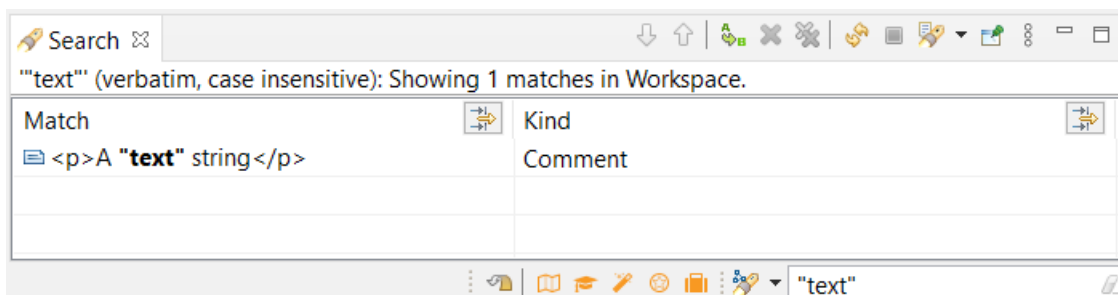 Search
'"text"' (verbatim, case insensitive): Showing 1 matches in Workspace.
Match Kind
<p>A "text" string</p> Comment
"text"